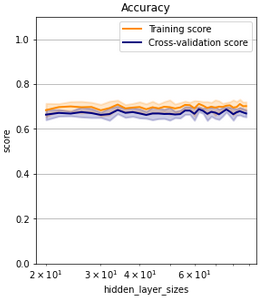 Accuracy
Training score
Cross-validation score
1.0
0.8
0.6
0.4
0.2
0.0
score
2 × 10¹
3 × 10¹
4 × 10¹
6 × 10¹
hidden_layer_sizes